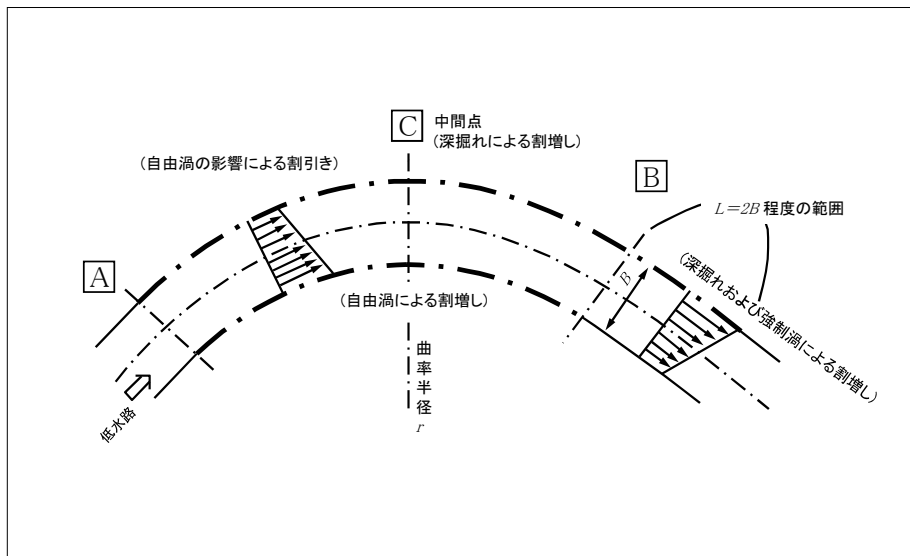 C
中間点
(深掘れによる割増し)
(自由渦の影響による割引き)
B
L=2B 程度の範囲
A
B
(深掘れおよび強制渦による割増し)
(自由渦による割増し)
曲率半径
r
低水路